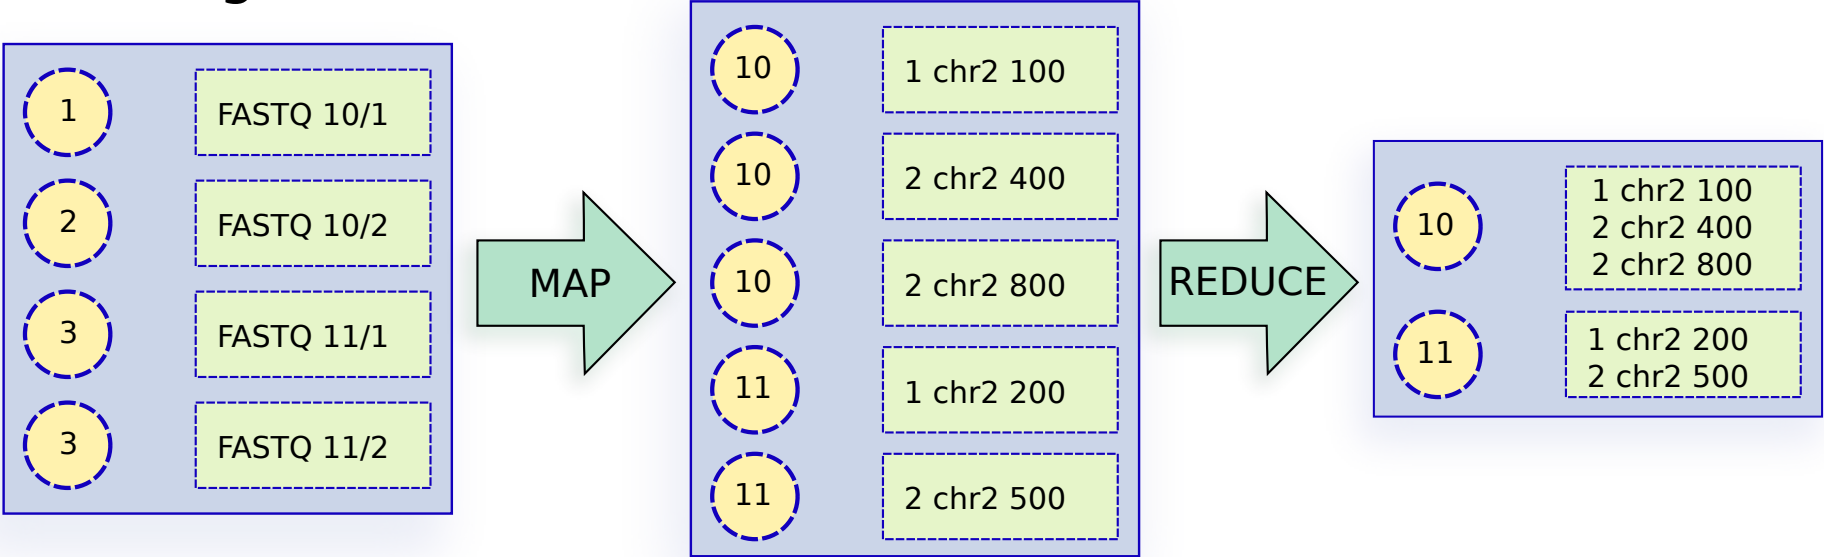 1
FASTQ 10/1
2
FASTQ 10/2
3
FASTQ 11/1
3
FASTQ 11/2
MAP
10
1 chr2 100
10
2 chr2 400
10
2 chr2 800
11
1 chr2 200
11
2 chr2 500
REDUCE
10
1 chr2 100
2 chr2 400
2 chr2 800
11
1 chr2 200
2 chr2 500